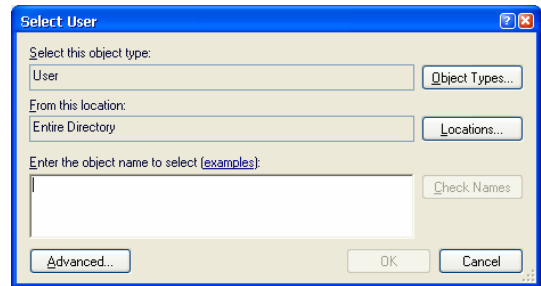 Select User
Select this object type:
User
Object Types...
From this location:
Entire Directory
Locations...
Enter the object name to select (examples):
Check Names
Advanced...
OK
Cancel